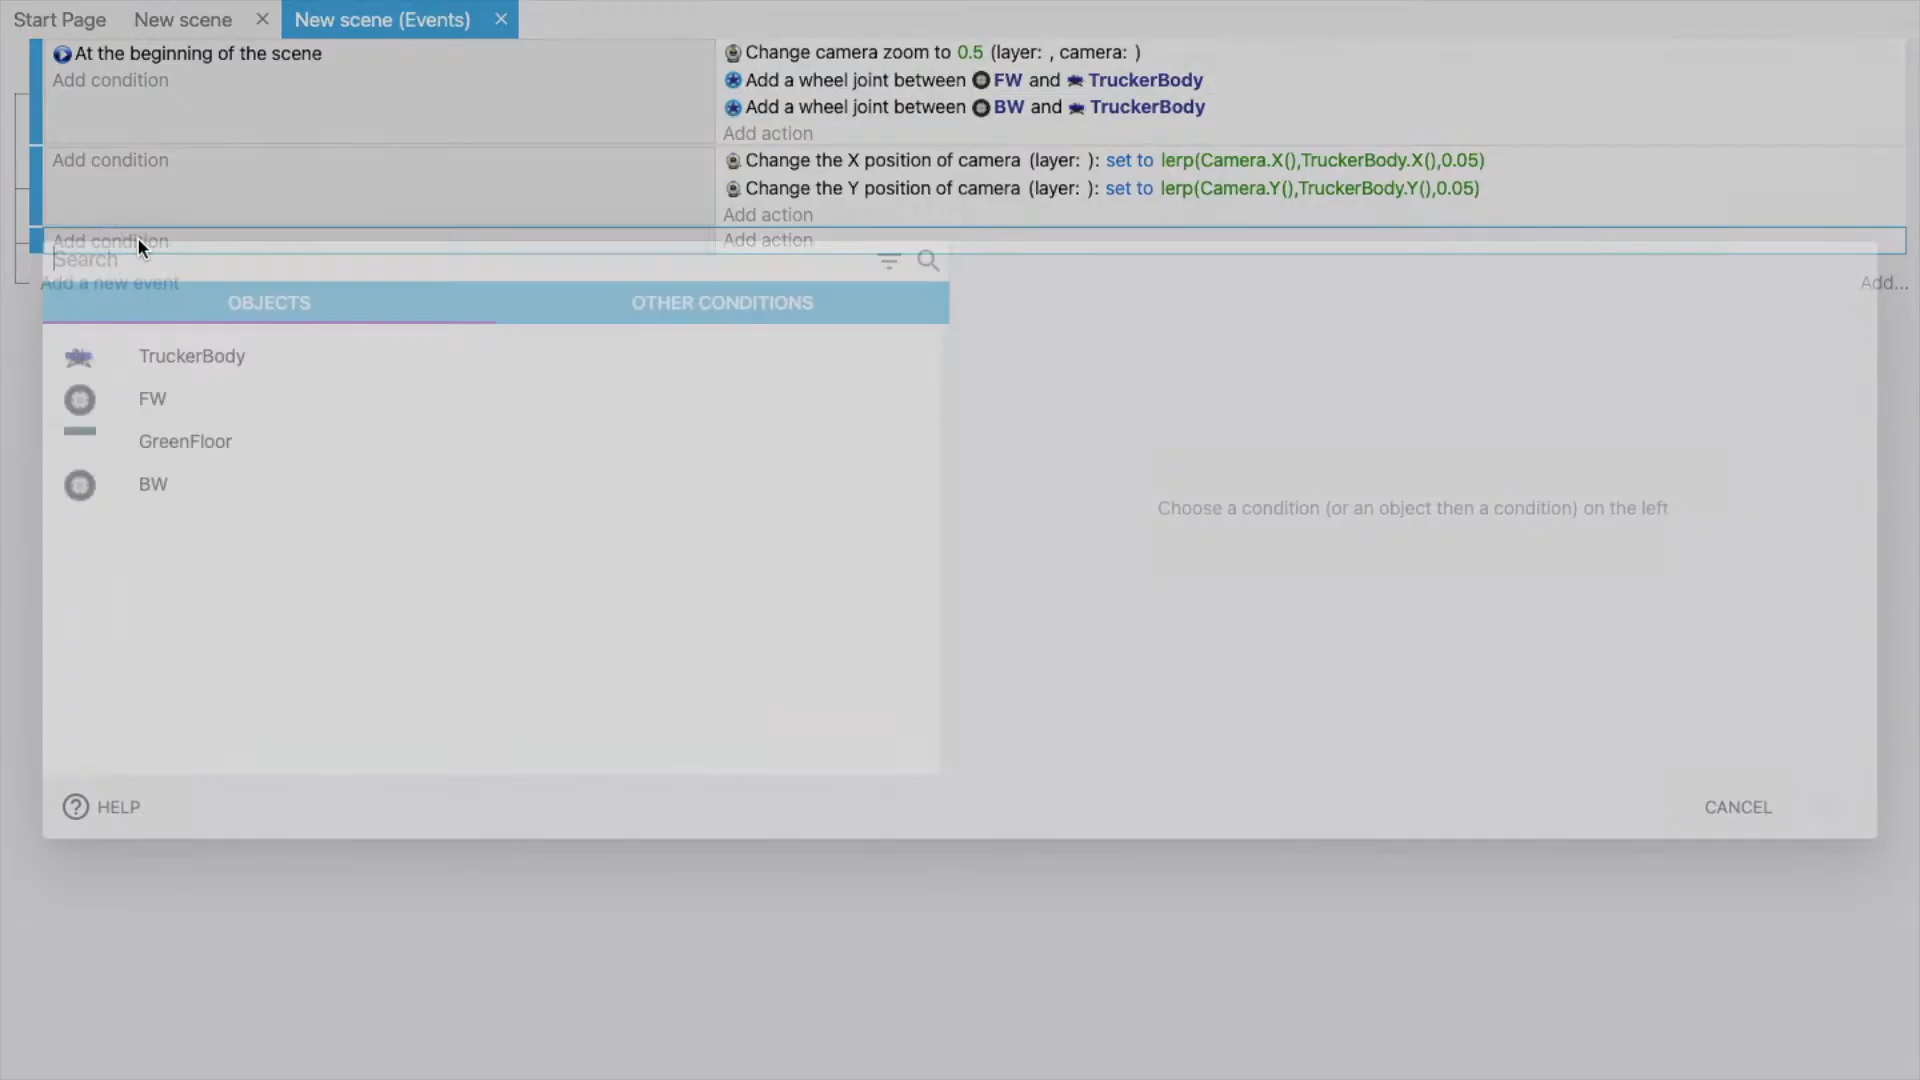 Start Page New scene × New scene (Events) ×
At the beginning of the scene
Add condition
Change camera zoom to 0.5 (layer: , camera: )
Add a wheel joint between FW and TruckerBody
Add a wheel joint between BW and TruckerBody
Add action
Add condition
Change the X position of camera (layer: ): set to lerp(Camera.X(),TruckerBody.X(),0.05)
Change the Y position of camera (layer: ): set to lerp(Camera.Y(),TruckerBody.Y(),0.05)
Add action
Add condition
Add action
Search
Add a new event
Add...
OBJECTS
OTHER CONDITIONS
TruckerBody
FW
GreenFloor
BW
Choose a condition (or an object then a condition) on the left
? HELP
CANCEL